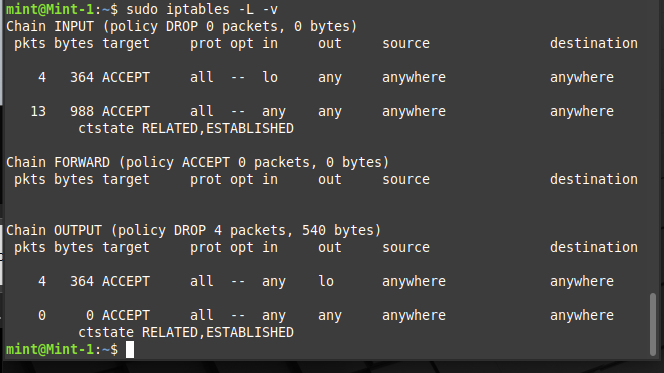 mint@Mint-1:~$ sudo iptables -L -v
Chain INPUT (policy DROP 0 packets, 0 bytes)
pkts bytes target prot opt in out source destination
4 364 ACCEPT all -- lo any anywhere anywhere
13 988 ACCEPT all -- any any anywhere anywhere
ctstate RELATED,ESTABLISHED
Chain FORWARD (policy ACCEPT 0 packets, 0 bytes)
pkts bytes target prot opt in out source destination
Chain OUTPUT (policy DROP 4 packets, 540 bytes)
pkts bytes target prot opt in out source destination
4 364 ACCEPT all -- any lo anywhere anywhere
0 0 ACCEPT all -- any any anywhere anywhere
ctstate RELATED,ESTABLISHED
mint@Mint-1:~$